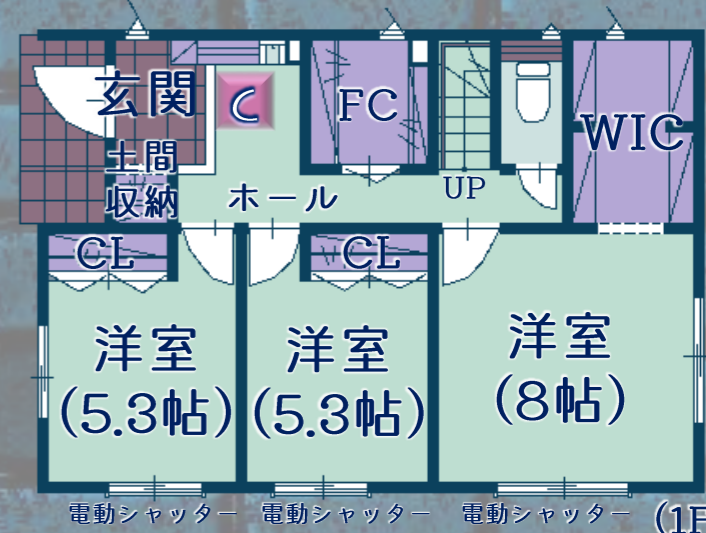 玄関
C
FC
WIC
土間
収納
ホール
UP
CL
CL
洋室
(5.3帖)
洋室
(5.3帖)
洋室
(8帖)
電動シャッター
電動シャッター
電動シャッター
(1F